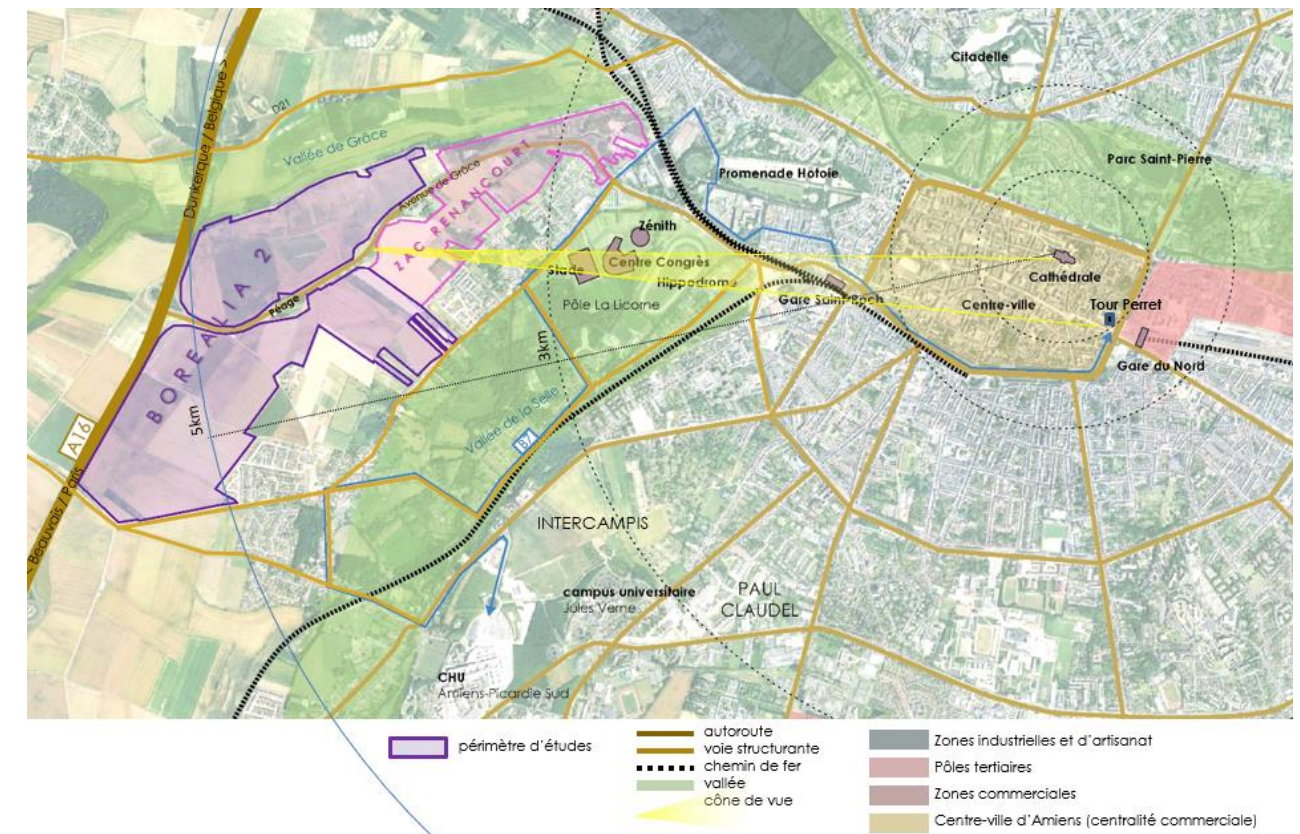 Citadelle
Dunkerque / Belgique >
D21
Vallée de Grâce
Parc Saint-Pierre
Avenue de Grâce
ZAC RENANCOURT
Promenade Hotoie
BOREALIA 2
Péage
Zénith
Stade
Centre Congrès
Hippodrome
Pôle La Licorne
Gare Saint-Roch
Cathédrale
Centre-ville
Tour Perret
Gare du Nord
3km
5km
A16
< Beauvais / Paris
Vallée de la Selle
B7
INTERCAMPIS
campus universitaire
Jules Verne
PAUL
CLAUDEL
CHU
Amiens-Picardie Sud
périmètre d'études
autoroute
voie structurante
chemin de fer
vallée
cône de vue
Zones industrielles et d'artisanat
Pôles tertiaires
Zones commerciales
Centre-ville d'Amiens (centralité commerciale)